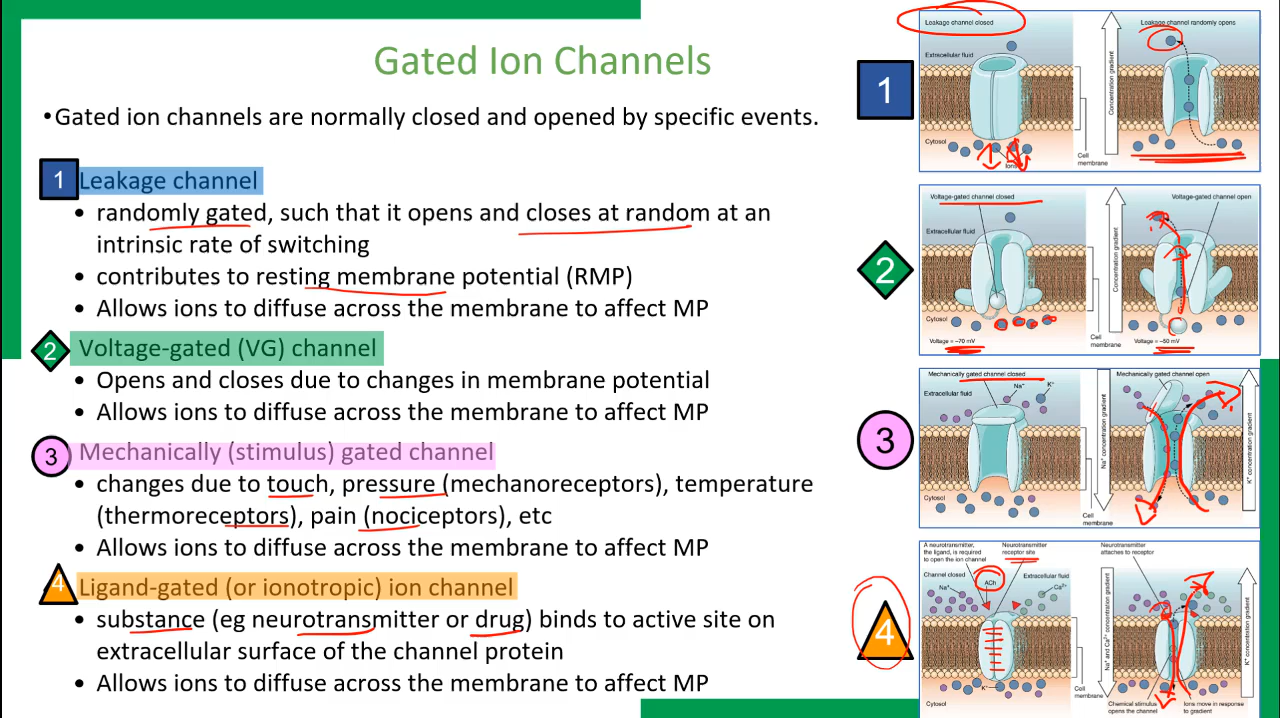 Gated Ion Channels
•Gated ion channels are normally closed and opened by specific events.
1 Leakage channel
• randomly gated, such that it opens and closes at random at an
intrinsic rate of switching
• contributes to resting membrane potential (RMP)
• Allows ions to diffuse across the membrane to affect MP
2 Voltage-gated (VG) channel
• Opens and closes due to changes in membrane potential
• Allows ions to diffuse across the membrane to affect MP
3 Mechanically (stimulus) gated channel
• changes due to touch, pressure (mechanoreceptors), temperature
(thermoreceptors), pain (nociceptors), etc
• Allows ions to diffuse across the membrane to affect MP
4 Ligand-gated (or ionotropic) ion channel
• substance (eg neurotransmitter or drug) binds to active site on
extracellular surface of the channel protein
• Allows ions to diffuse across the membrane to affect MP
1
Leakage channel closed
Leakage channel randomly opens
Extracellular fluid
Concentration gradient
Cytosol
Ions
Cell
membrane
2
Voltage-gated channel closed
Voltage-gated channel open
Extracellular fluid
Concentration gradient
Cytosol
Cell
membrane
Voltage = –70 mV
Voltage = –50 mV
3
Mechanically gated channel closed
Mechanically gated channel open
Na⁺
K⁺
Extracellular fluid
Na⁺ concentration gradient
K⁺ concentration gradient
Cytosol
Cell
membrane
4
A neurotransmitter,
the ligand, is required
to open the ion channel
Neurotransmitter
receptor site
Neurotransmitter
attaches to receptor
Channel closed
ACh
Extracellular fluid
Na⁺
Ca²⁺
Na⁺ and Ca²⁺ concentration gradient
K⁺ concentration gradient
K⁺
Cell
membrane
Cytosol
Chemical stimulus
opens the channel
Ions move in response
to gradient